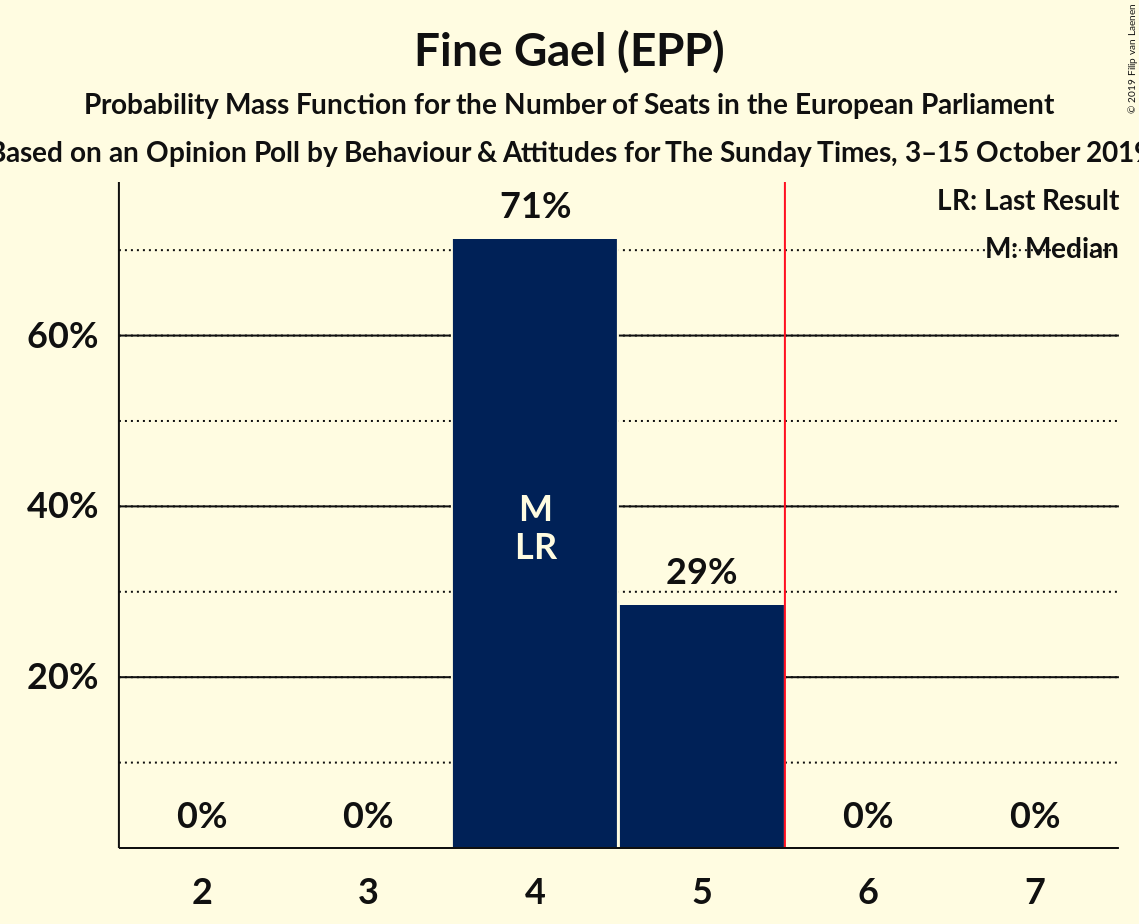 Fine Gael (EPP)
Probability Mass Function for the Number of Seats in the European Parliament
Based on an Opinion Poll by Behaviour & Attitudes for The Sunday Times, 3–15 October 2019
© 2019 Filip van Laenen
LR: Last Result
M: Median
71%
60%
40%
M
LR
29%
20%
0%
0%
0%
0%
2
3
4
5
6
7